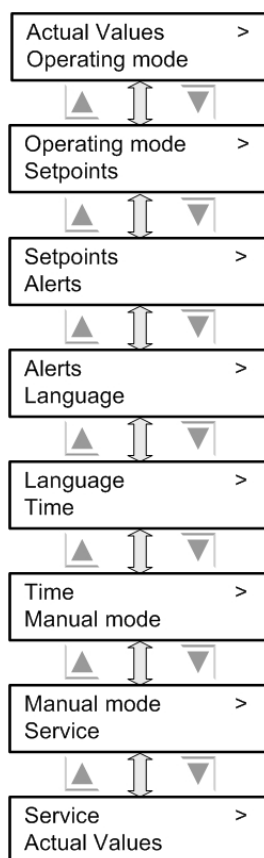 Actual Values >
Operating mode
Operating mode >
Setpoints
Setpoints >
Alerts
Alerts >
Language
Language >
Time
Time >
Manual mode
Manual mode >
Service
Service >
Actual Values